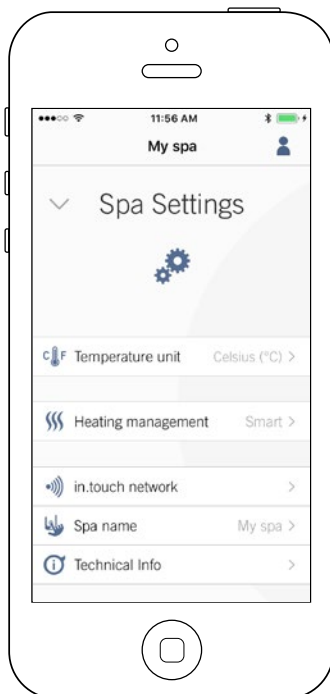 11:56 AM
My spa
Spa Settings
C F Temperature unit Celsius (°C) >
Heating management Smart >
in.touch network >
Spa name My spa >
Technical Info >